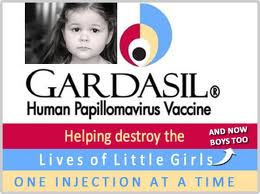 GARDASIL®
Human Papillomavirus Vaccine
Helping destroy the
AND NOW
BOYS TOO
Lives of Little Girls
ONE INJECTION AT A TIME